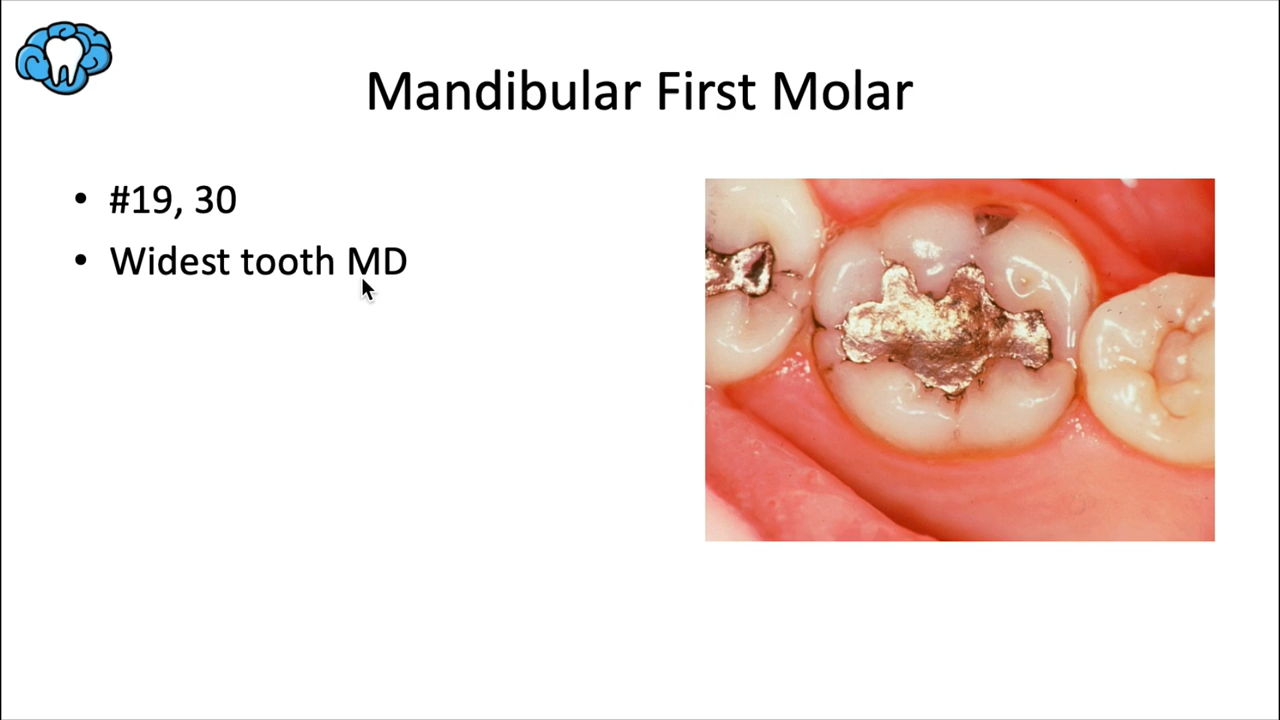 Mandibular First Molar
• #19, 30
• Widest tooth MD